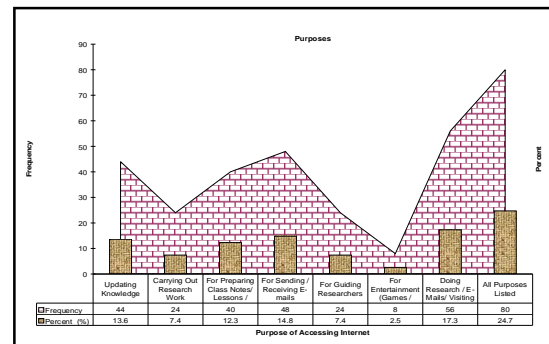 Purposes
90
80
70
60
50
40
30
20
10
0
Frequency
Percent
Updating Knowledge
Carrying Out Research Work
For Preparing Class Notes/ Lessons /
For Sending / Receiving E-mails
For Guiding Researchers
For Entertainment (Games /
Doing Research / E-Mails/ Visiting
All Purposes Listed
Frequency 44 24 40 48 24 8 56 80
Percent (%) 13.6 7.4 12.3 14.8 7.4 2.5 17.3 24.7
Purpose of Accessing Internet